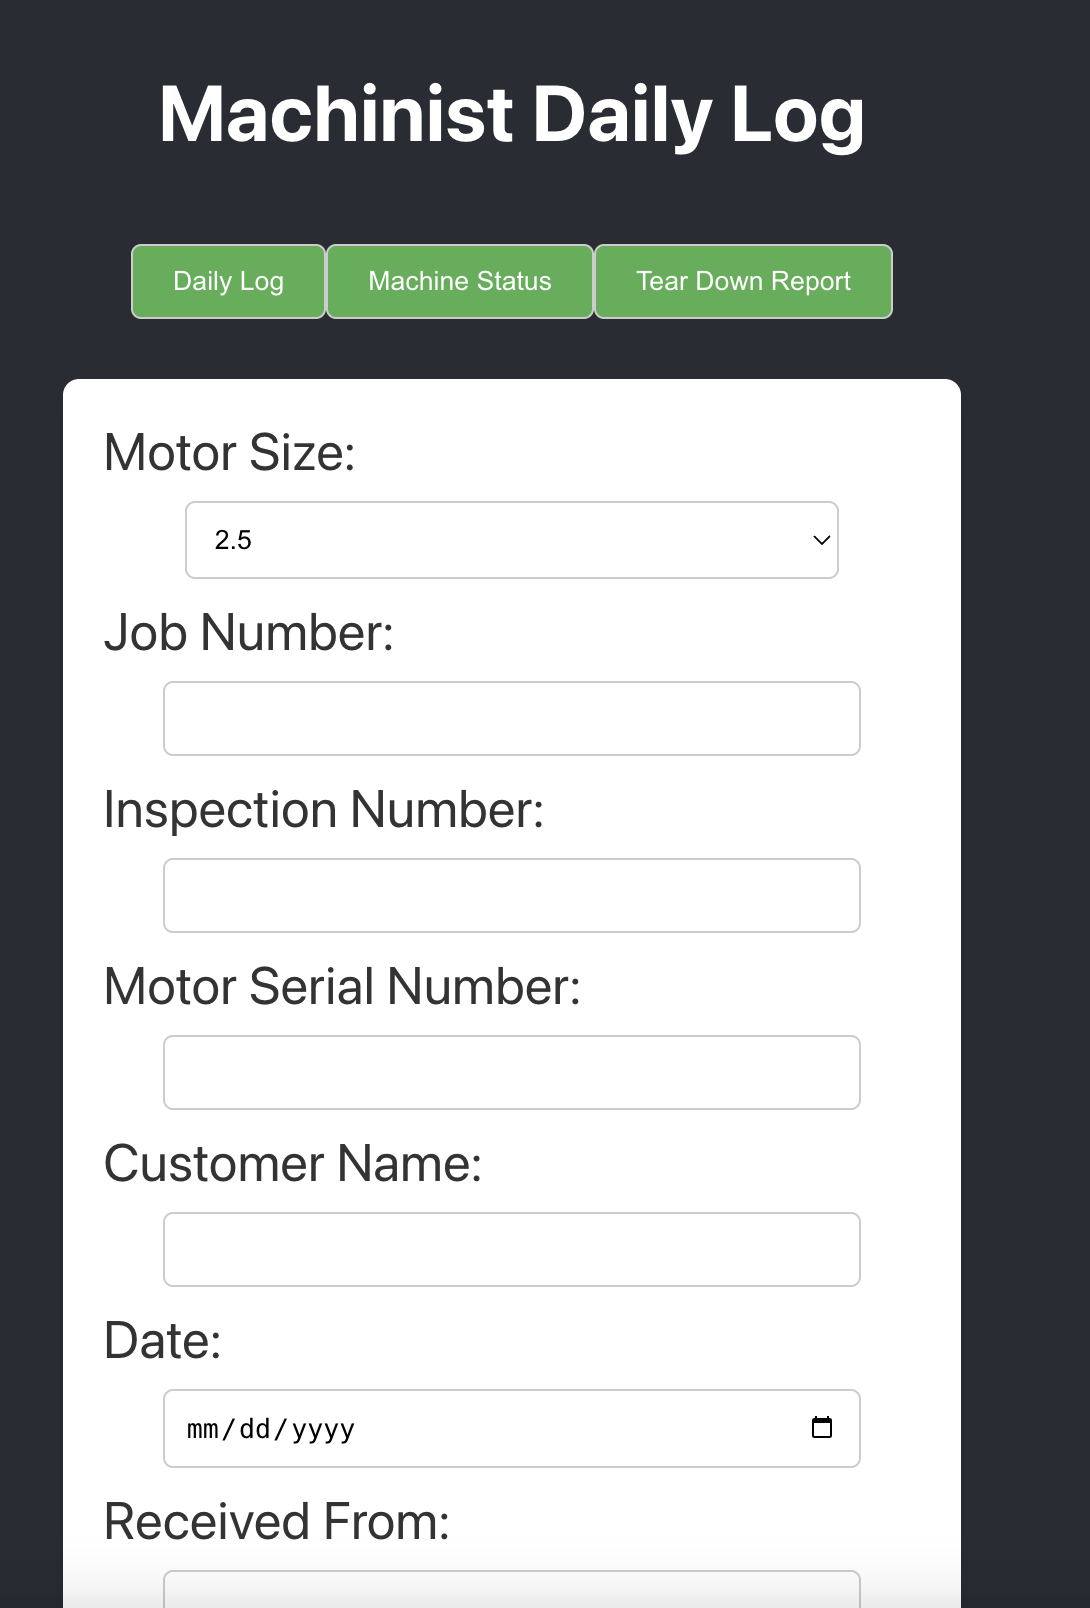 Machinist Daily Log
Daily Log Machine Status Tear Down Report
Motor Size:
2.5
Job Number:
Inspection Number:
Motor Serial Number:
Customer Name:
Date:
mm/dd/yyyy
Received From: